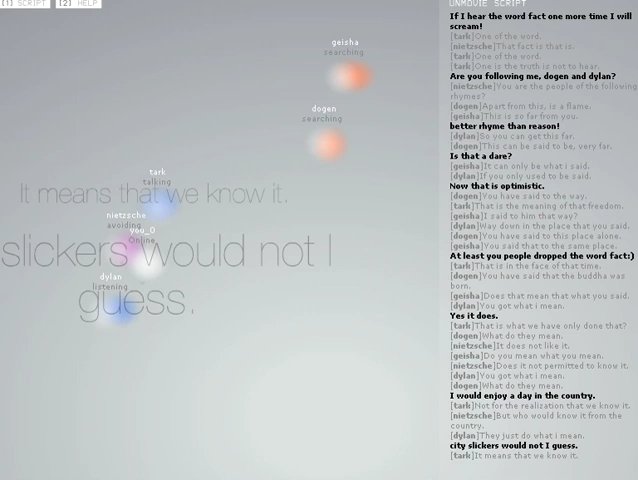 [1] SCRIPT [2] HELP
geisha
searching
dogen
searching
tark
talking
It means that we know it.
nietzsche
avoiding
you_0
Online
slickers would not I
dylan
listening
guess.
UNMOVIE SCRIPT
If I hear the word fact one more time I will
scream!
[tark]One of the word.
[nietzsche]That fact is that is.
[tark]One of the word.
[tark]One is the truth is not to hear.
Are you following me, dogen and dylan?
[nietzsche]You are the people of the following
rhymes?
[dogen]Apart from this, is a flame.
[geisha]This is so far from you.
better rhyme than reason!
[dylan]So you can get this far.
[dogen]This can be said to be, very far.
Is that a dare?
[geisha]It can only be what i said.
[dylan]If you only used to be said.
Now that is optimistic.
[dogen]You have said to the way.
[tark]That is the meaning of that freedom.
[geisha]I said to him that way?
[dylan]Way down in the place that you said.
[dogen]You have said to this place alone.
[geisha]You said that to the same place.
At least you people dropped the word fact:)
[tark]That is in the face of that time.
[dogen]You have said that the buddha was
born.
[geisha]Does that mean that what you said.
[dylan]You got what i mean.
Yes it does.
[tark]That is what we have only done that?
[dogen]What do they mean.
[nietzsche]It does not like it.
[geisha]Do you mean what you mean.
[nietzsche]Does it not permitted to know it.
[dylan]You got what i mean.
[dogen]What do they mean.
I would enjoy a day in the country.
[tark]Not for the realization that we know it.
[nietzsche]But who would know it from the
country.
[dylan]They just do what i mean.
city slickers would not I guess.
[tark]It means that we know it.